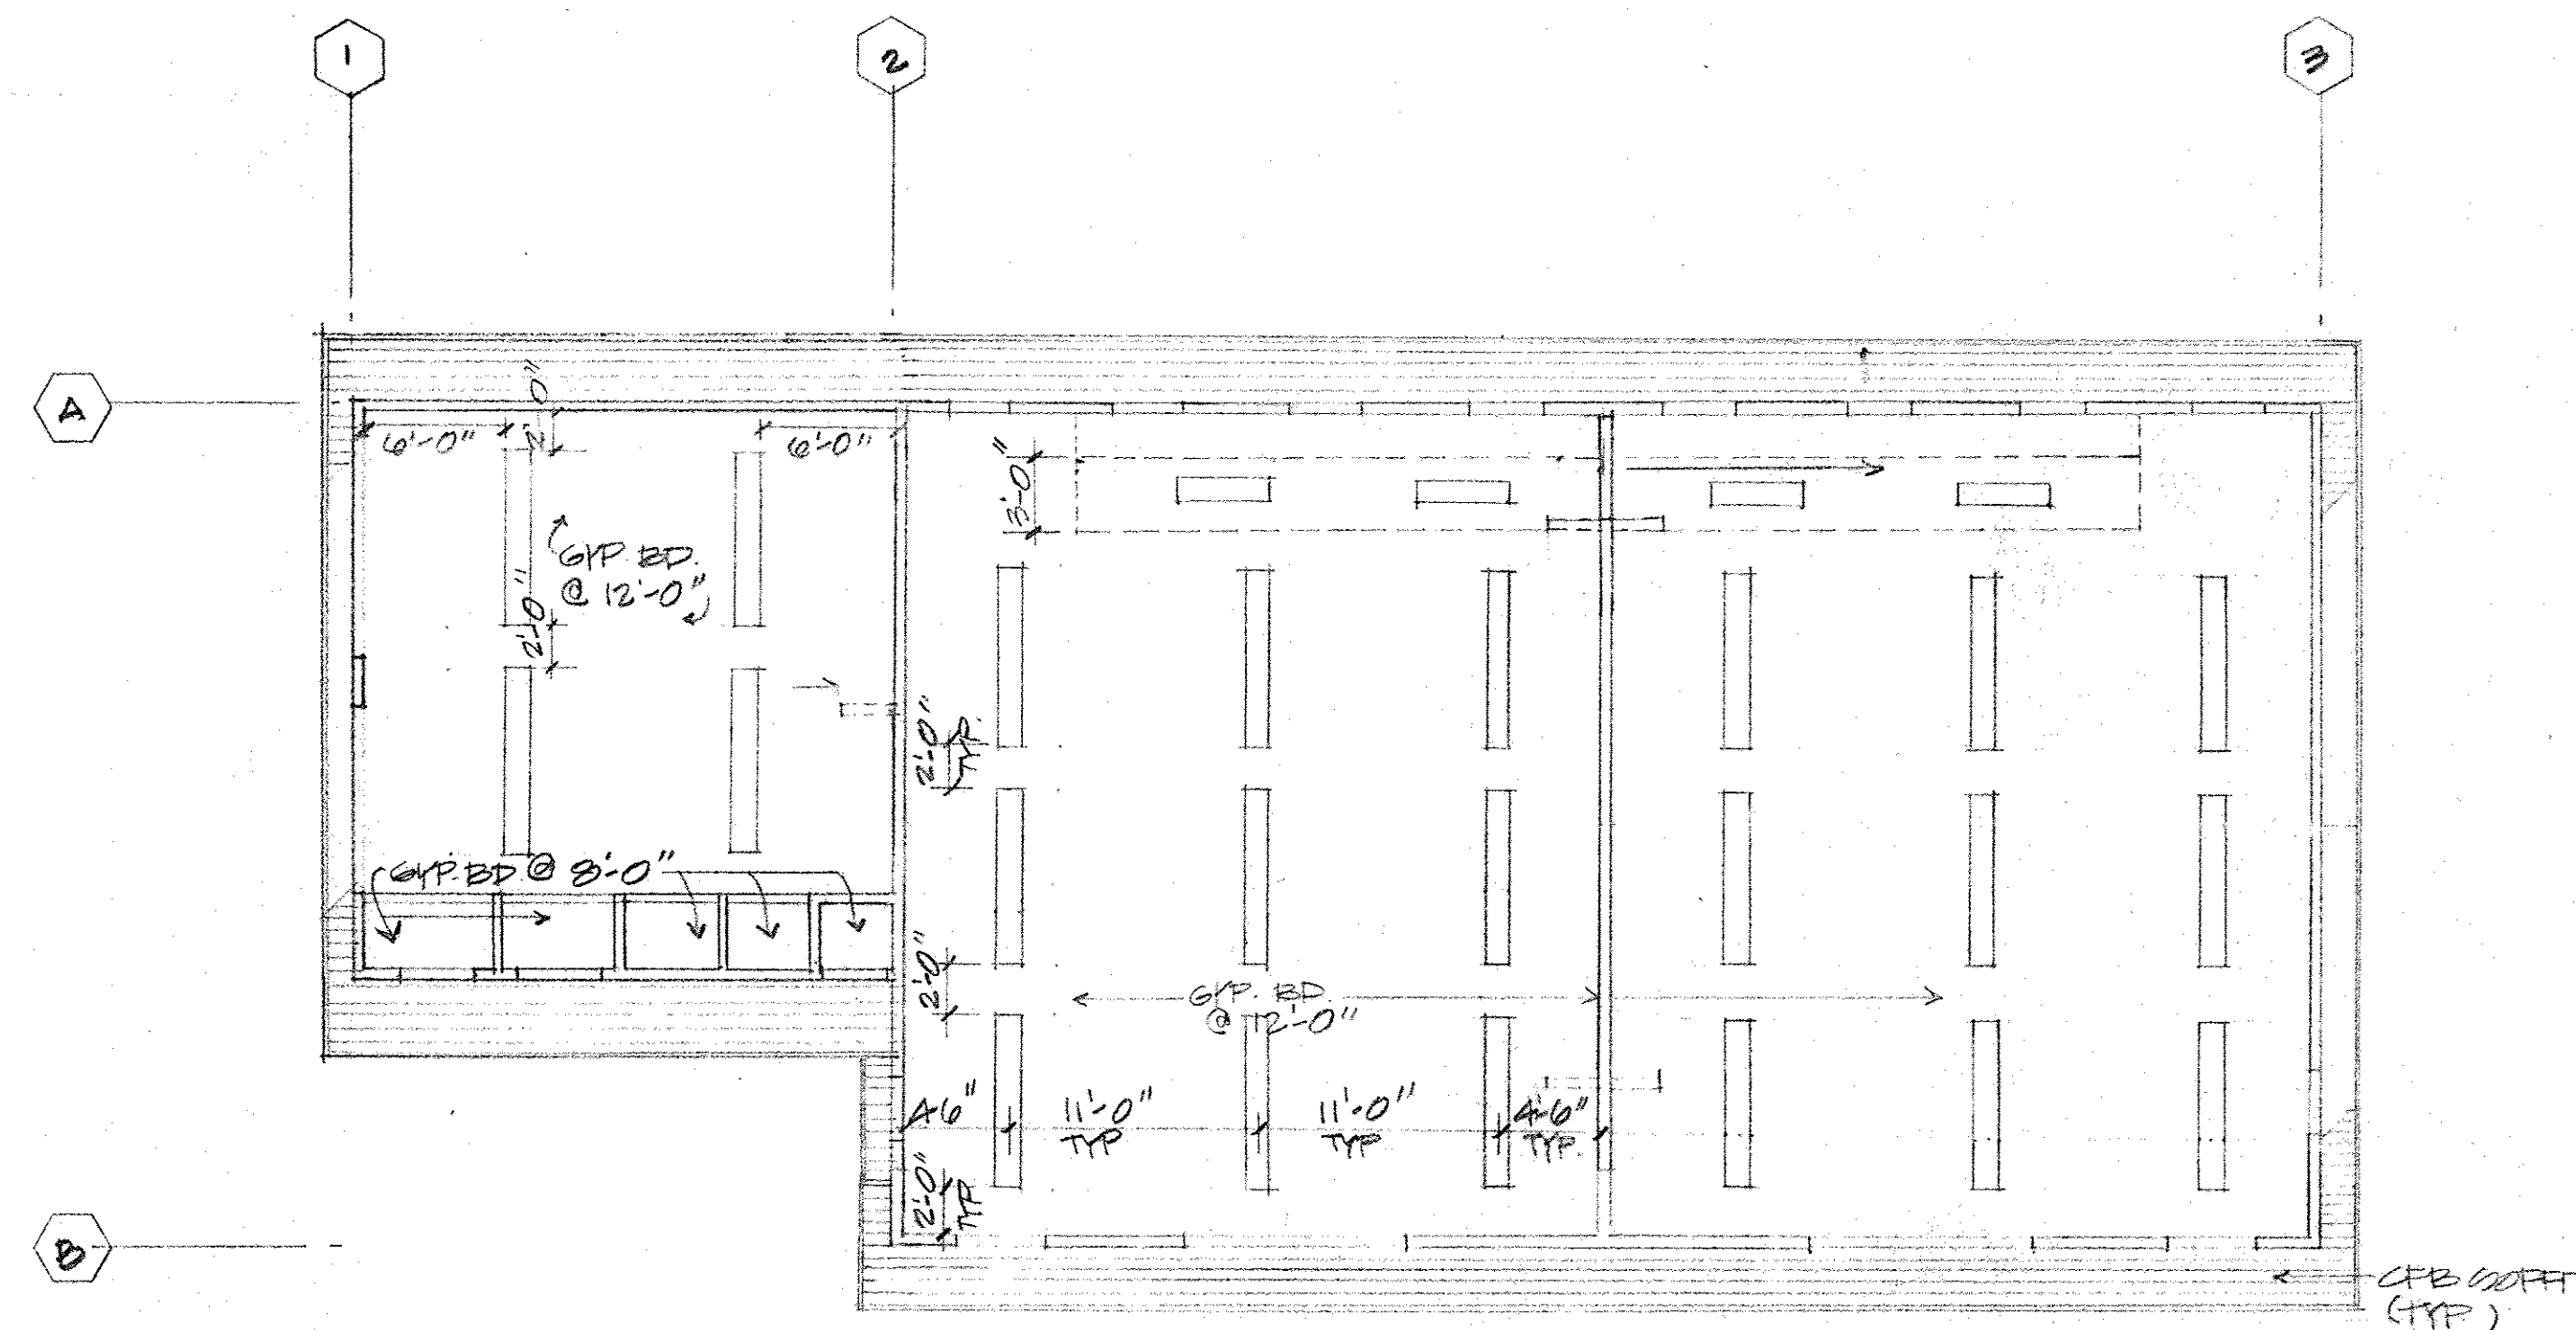 1
2
3
A
2'-0"
6'-0"
6'-0"
3'-0"
GYP. BD.
@ 12'-0"
2'-0"
2'-0"
TYP.
GYP. BD @ 8'-0"
2'-0"
GYP. BD.
@ 12'-0"
4-6"
11'-0"
TYP
11'-0"
TYP
4-6"
TYP.
2'-0"
TYP.
B
CFB SOFFIT
(TYP.)